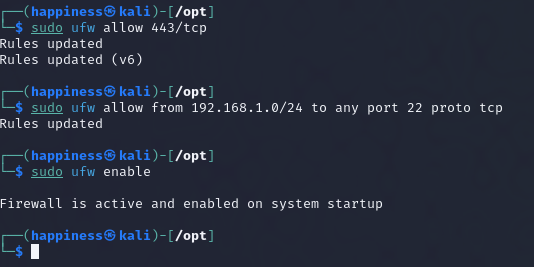 ┌──(happiness㉿kali)-[/opt]
└─$ sudo ufw allow 443/tcp
Rules updated
Rules updated (v6)
┌──(happiness㉿kali)-[/opt]
└─$ sudo ufw allow from 192.168.1.0/24 to any port 22 proto tcp
Rules updated
┌──(happiness㉿kali)-[/opt]
└─$ sudo ufw enable
Firewall is active and enabled on system startup
┌──(happiness㉿kali)-[/opt]
└─$